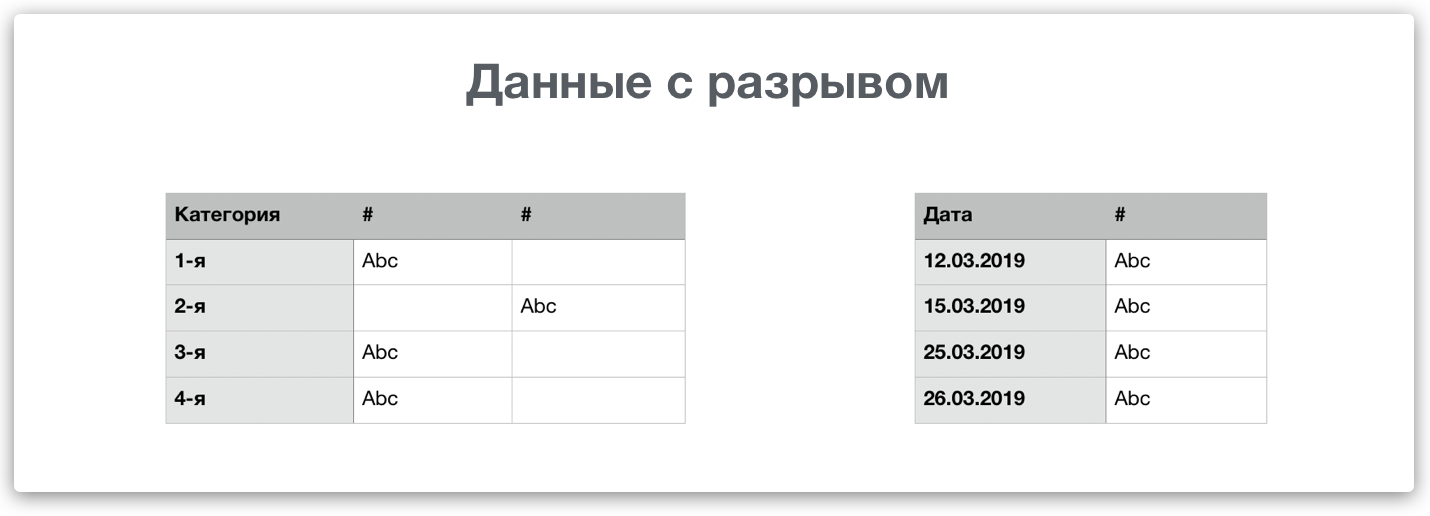 Данные с разрывом
Категория # #
1-я Abc
2-я Abc
3-я Abc
4-я Abc
Дата #
12.03.2019 Abc
15.03.2019 Abc
25.03.2019 Abc
26.03.2019 Abc